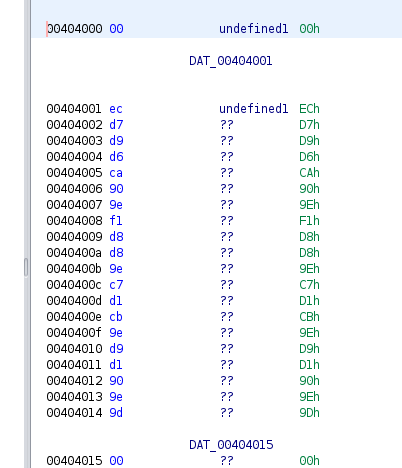 00404000 00 undefined1 00h
DAT_00404001
00404001 ec undefined1 ECh
00404002 d7 ?? D7h
00404003 d9 ?? D9h
00404004 d6 ?? D6h
00404005 ca ?? CAh
00404006 90 ?? 90h
00404007 9e ?? 9Eh
00404008 f1 ?? F1h
00404009 d8 ?? D8h
0040400a d8 ?? D8h
0040400b 9e ?? 9Eh
0040400c c7 ?? C7h
0040400d d1 ?? D1h
0040400e cb ?? CBh
0040400f 9e ?? 9Eh
00404010 d9 ?? D9h
00404011 d1 ?? D1h
00404012 90 ?? 90h
00404013 9e ?? 9Eh
00404014 9d ?? 9Dh
DAT_00404015
00404015 00 ?? 00h